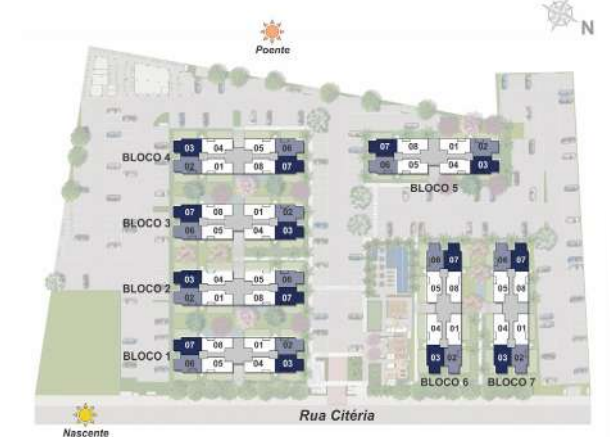 N
Poente
03 04 05 06
BLOCO 4
02 01 08 07
07 08 01 02
06 05 04 03
BLOCO 5
07 08 01 02
BLOCO 3
06 05 04 03
03 04 05 06
BLOCO 2
02 01 08 07
07 08 01 02
BLOCO 1
06 05 04 03
06 07
05 08
04 01
03 02
BLOCO 6
06 07
05 08
04 01
03 02
BLOCO 7
Rua Citéria
Nascente